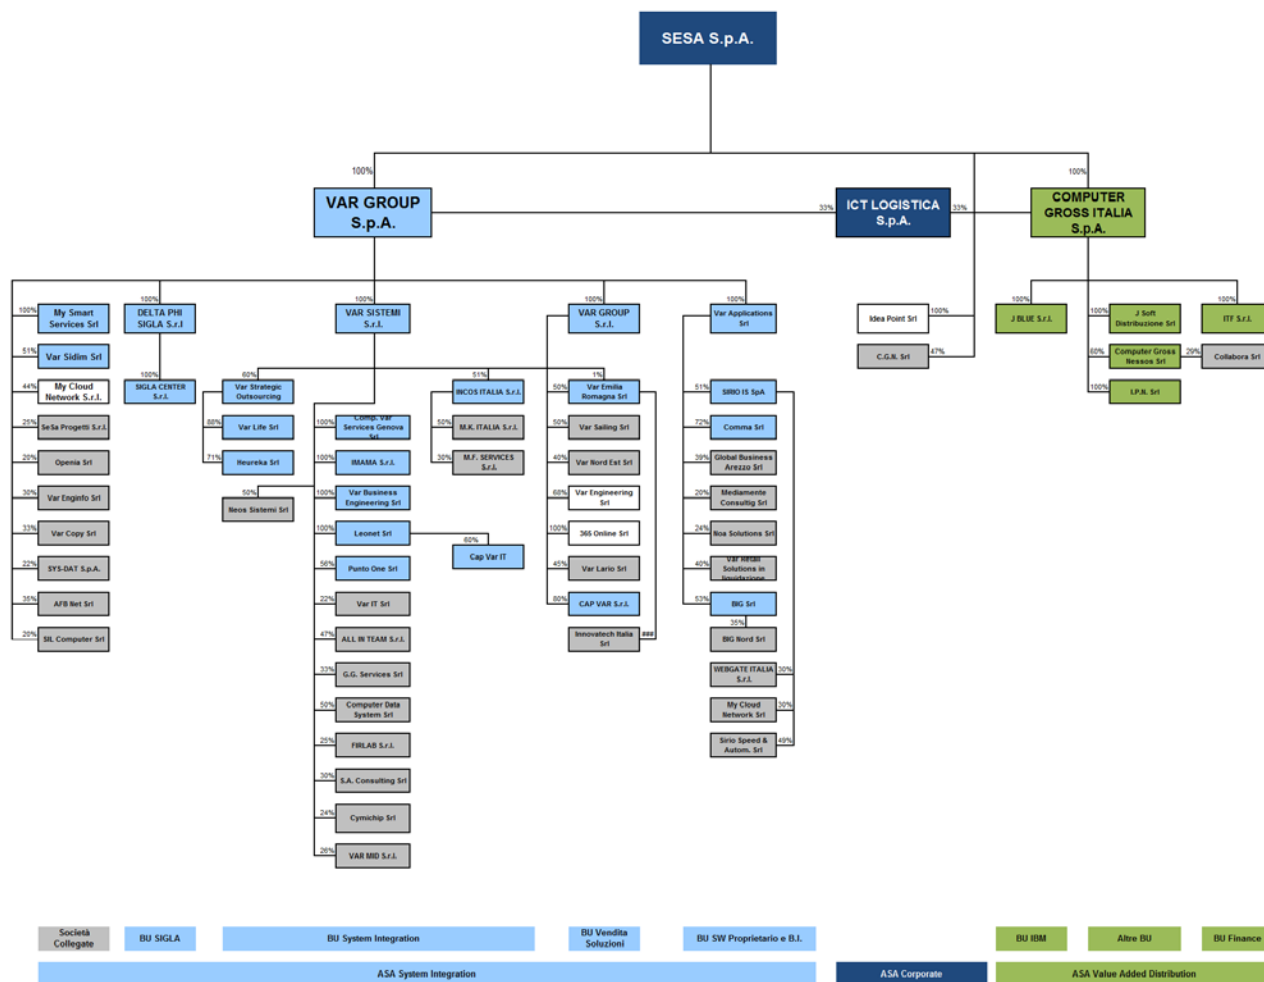 SESA S.p.A.
100%
100%
VAR GROUP
S.p.A.
33%
ICT LOGISTICA
S.p.A.
33%
COMPUTER
GROSS ITALIA
S.p.A.
100%
My Smart
Services Srl
100%
DELTA PHI
SIGLA S.r.l
100%
VAR SISTEMI
S.r.l.
100%
VAR GROUP
S.r.l.
100%
Var Applications
Srl
Idea Point Srl
100%
100%
J BLUE S.r.l.
100%
J Soft
Distribuzione Srl
100%
ITF S.r.l.
51%
Var Sidim Srl
C.G.N. Srl
47%
60%
Computer Gross
Nessos Srl
29%
Collabora Srl
44%
My Cloud
Network S.r.l.
100%
SIGLA CENTER
S.r.l.
60%
Var Strategic
Outsourcing
51%
INCOS ITALIA S.r.l.
1%
50%
Var Emilia
Romagna Srl
51%
SIRIO IS SpA
100%
I.P.N. Srl
25%
SeSa Progetti S.r.l.
88%
Var Life Srl
100%
Comp. Var
Services Genova
Srl
50%
M.K. ITALIA S.r.l.
50%
Var Sailing Srl
72%
Comma Srl
20%
Openia Srl
71%
Heureka Srl
100%
IMAMA S.r.l.
30%
M.F. SERVICES
S.r.l.
40%
Var Nord Est Srl
39%
Global Business
Arezzo Srl
30%
Var Enginfo Srl
50%
Neos Sistemi Srl
100%
Var Business
Engineering Srl
68%
Var Engineering
Srl
20%
Mediamente
Consultig Srl
33%
Var Copy Srl
100%
Leonet Srl
60%
Cap Var IT
100%
365 Online Srl
24%
Noa Solutions Srl
22%
SYS-DAT S.p.A.
56%
Punto One Srl
45%
Var Lario Srl
40%
Var Retail
Solutions in
liquidazione
35%
AFB Net Srl
22%
Var IT Srl
80%
CAP VAR S.r.l.
53%
BIG Srl
20%
SIL Computer Srl
47%
ALL IN TEAM S.r.l.
Innovatech Italia
Srl
###
35%
BIG Nord Srl
33%
G.G. Services Srl
WEBGATE ITALIA
S.r.l.
30%
50%
Computer Data
System Srl
My Cloud
Network Srl
30%
25%
FIRLAB S.r.l.
Sirio Speed &
Autom. Srl
49%
30%
S.A. Consulting Srl
24%
Cymichip Srl
26%
VAR MID S.r.l.
Società
Collegate
BU SIGLA
BU System Integration
BU Vendita
Soluzioni
BU SW Proprietario e B.I.
BU IBM
Altre BU
BU Finance
ASA System Integration
ASA Corporate
ASA Value Added Distribution